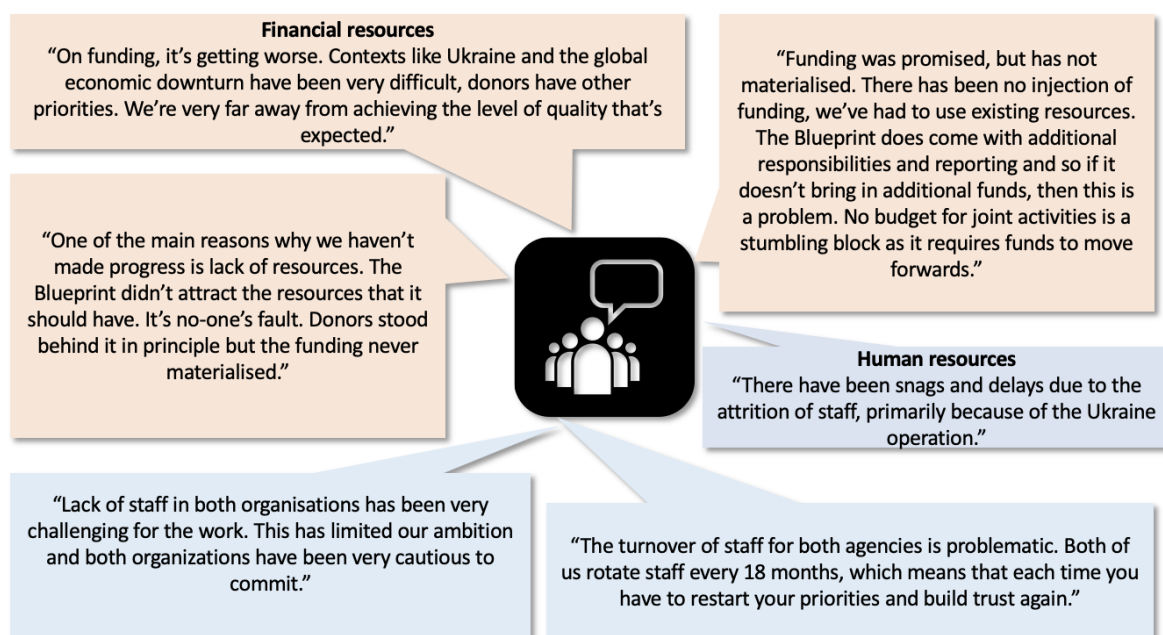 Financial resources
“On funding, it’s getting worse. Contexts like Ukraine and the global
economic downturn have been very difficult, donors have other
priorities. We’re very far away from achieving the level of quality that’s
expected.”
“Funding was promised, but has not
materialised. There has been no injection of
funding, we’ve had to use existing resources.
The Blueprint does come with additional
responsibilities and reporting and so if it
doesn’t bring in additional funds, then this is
a problem. No budget for joint activities is a
stumbling block as it requires funds to move
forwards.”
“One of the main reasons why we haven’t
made progress is lack of resources. The
Blueprint didn’t attract the resources that it
should have. It’s no-one’s fault. Donors stood
behind it in principle but the funding never
materialised.”
Human resources
“There have been snags and delays due to the
attrition of staff, primarily because of the Ukraine
operation.”
“Lack of staff in both organisations has been very
challenging for the work. This has limited our ambition
and both organizations have been very cautious to
commit.”
“The turnover of staff for both agencies is problematic. Both of
us rotate staff every 18 months, which means that each time you
have to restart your priorities and build trust again.”